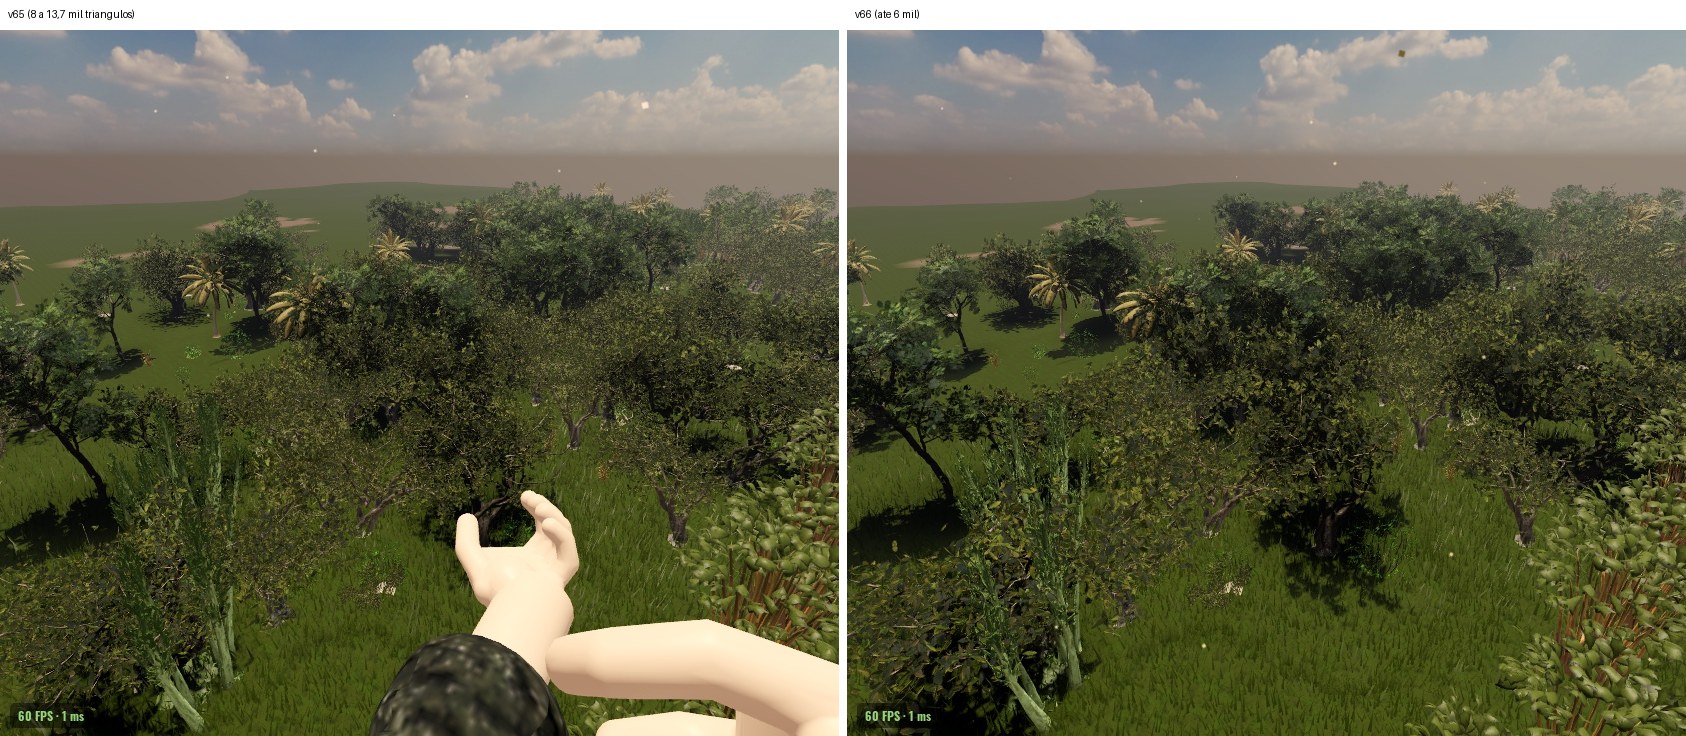 v65 (8 a 13,7 mil triangulos)
v66 (ate 6 mil)
60 FPS · 1 ms
60 FPS · 1 ms